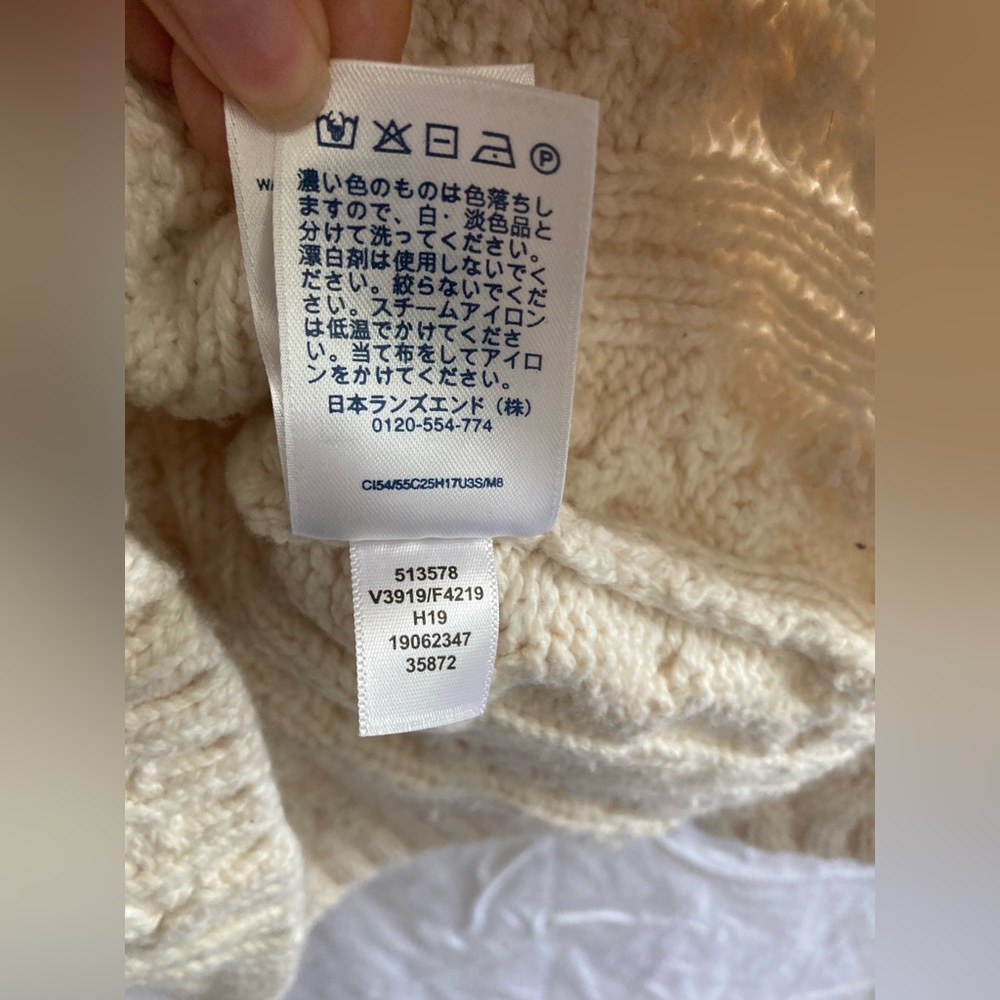 P
W
濃い色のものは色落ちし
ますので、白・淡色品と
分けて洗ってください。
漂白剤は使用しないでく
ださい。絞らないでくだ
さい。スチームアイロン
は低温でかけてくださ
い。当て布をしてアイロ
ンをかけてください。
日本ランズエンド（株）
0120-554-774
CI54/55C25H17U3S/M6
513578
V3919/F4219
H19
19062347
35872